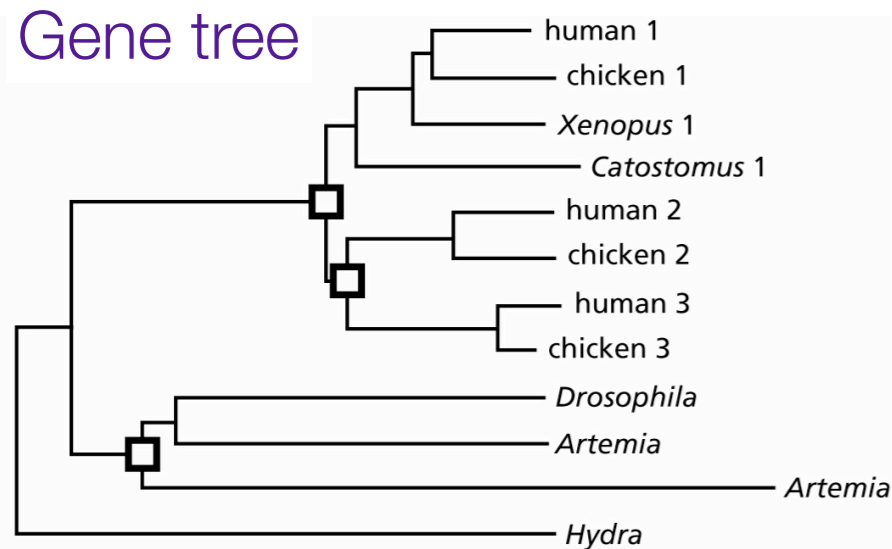 Gene tree
human 1
chicken 1
Xenopus 1
Catostomus 1
human 2
chicken 2
human 3
chicken 3
Drosophila
Artemia
Artemia
Hydra